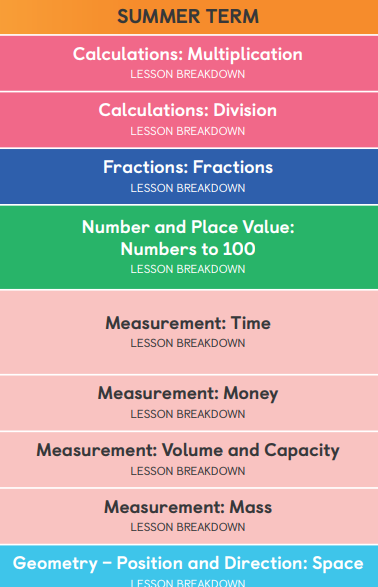 SUMMER TERM
Calculations: Multiplication
LESSON BREAKDOWN
Calculations: Division
LESSON BREAKDOWN
Fractions: Fractions
LESSON BREAKDOWN
Number and Place Value:
Numbers to 100
LESSON BREAKDOWN
Measurement: Time
LESSON BREAKDOWN
Measurement: Money
LESSON BREAKDOWN
Measurement: Volume and Capacity
LESSON BREAKDOWN
Measurement: Mass
LESSON BREAKDOWN
Geometry – Position and Direction: Space
LESSON BREAKDOWN